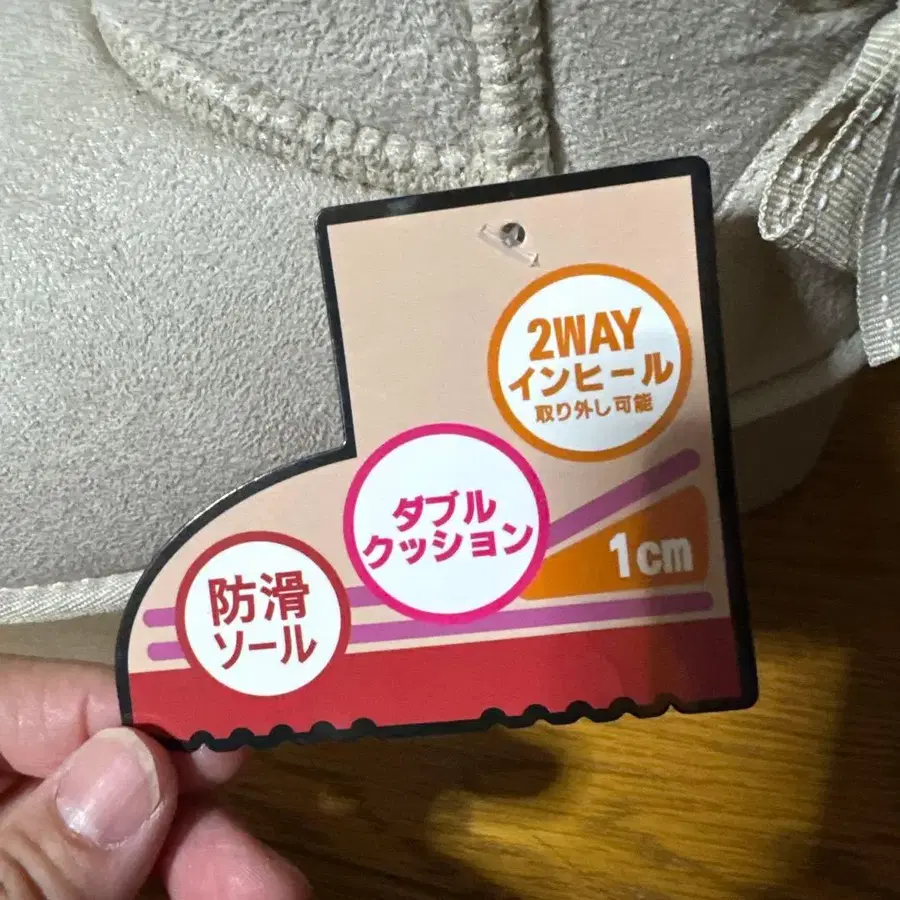 2WAY
インヒール
取り外し可能
ダブル
クッション
1cm
防滑
ソール